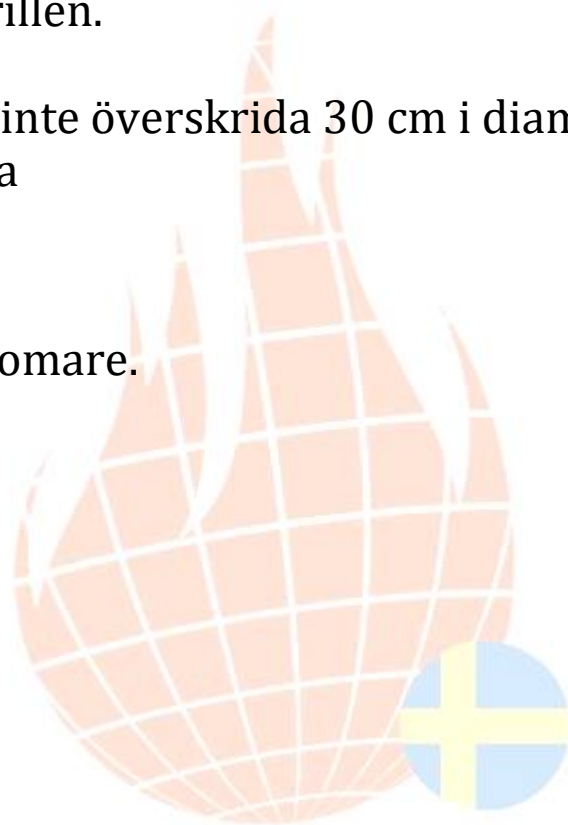 rillen.
inte överskrida 30 cm i diam
a
omare.